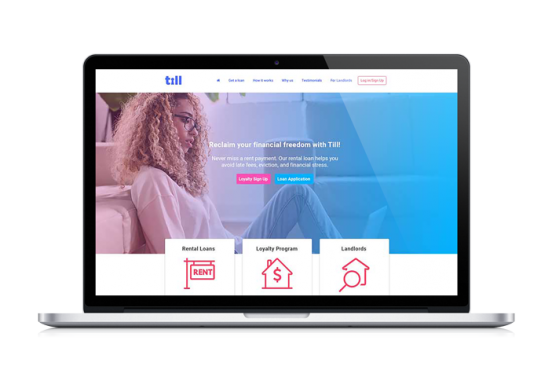 till
Get a loan
How it works
Why us
Testimonials
For Landlords
Log in/Sign Up
Reclaim your financial freedom with Till!
Never miss a rent payment. Our rental loan helps you
avoid late fees, eviction, and financial stress.
Loyalty Sign Up
Loan Application
Rental Loans
Loyalty Program
Landlords
RENT
$